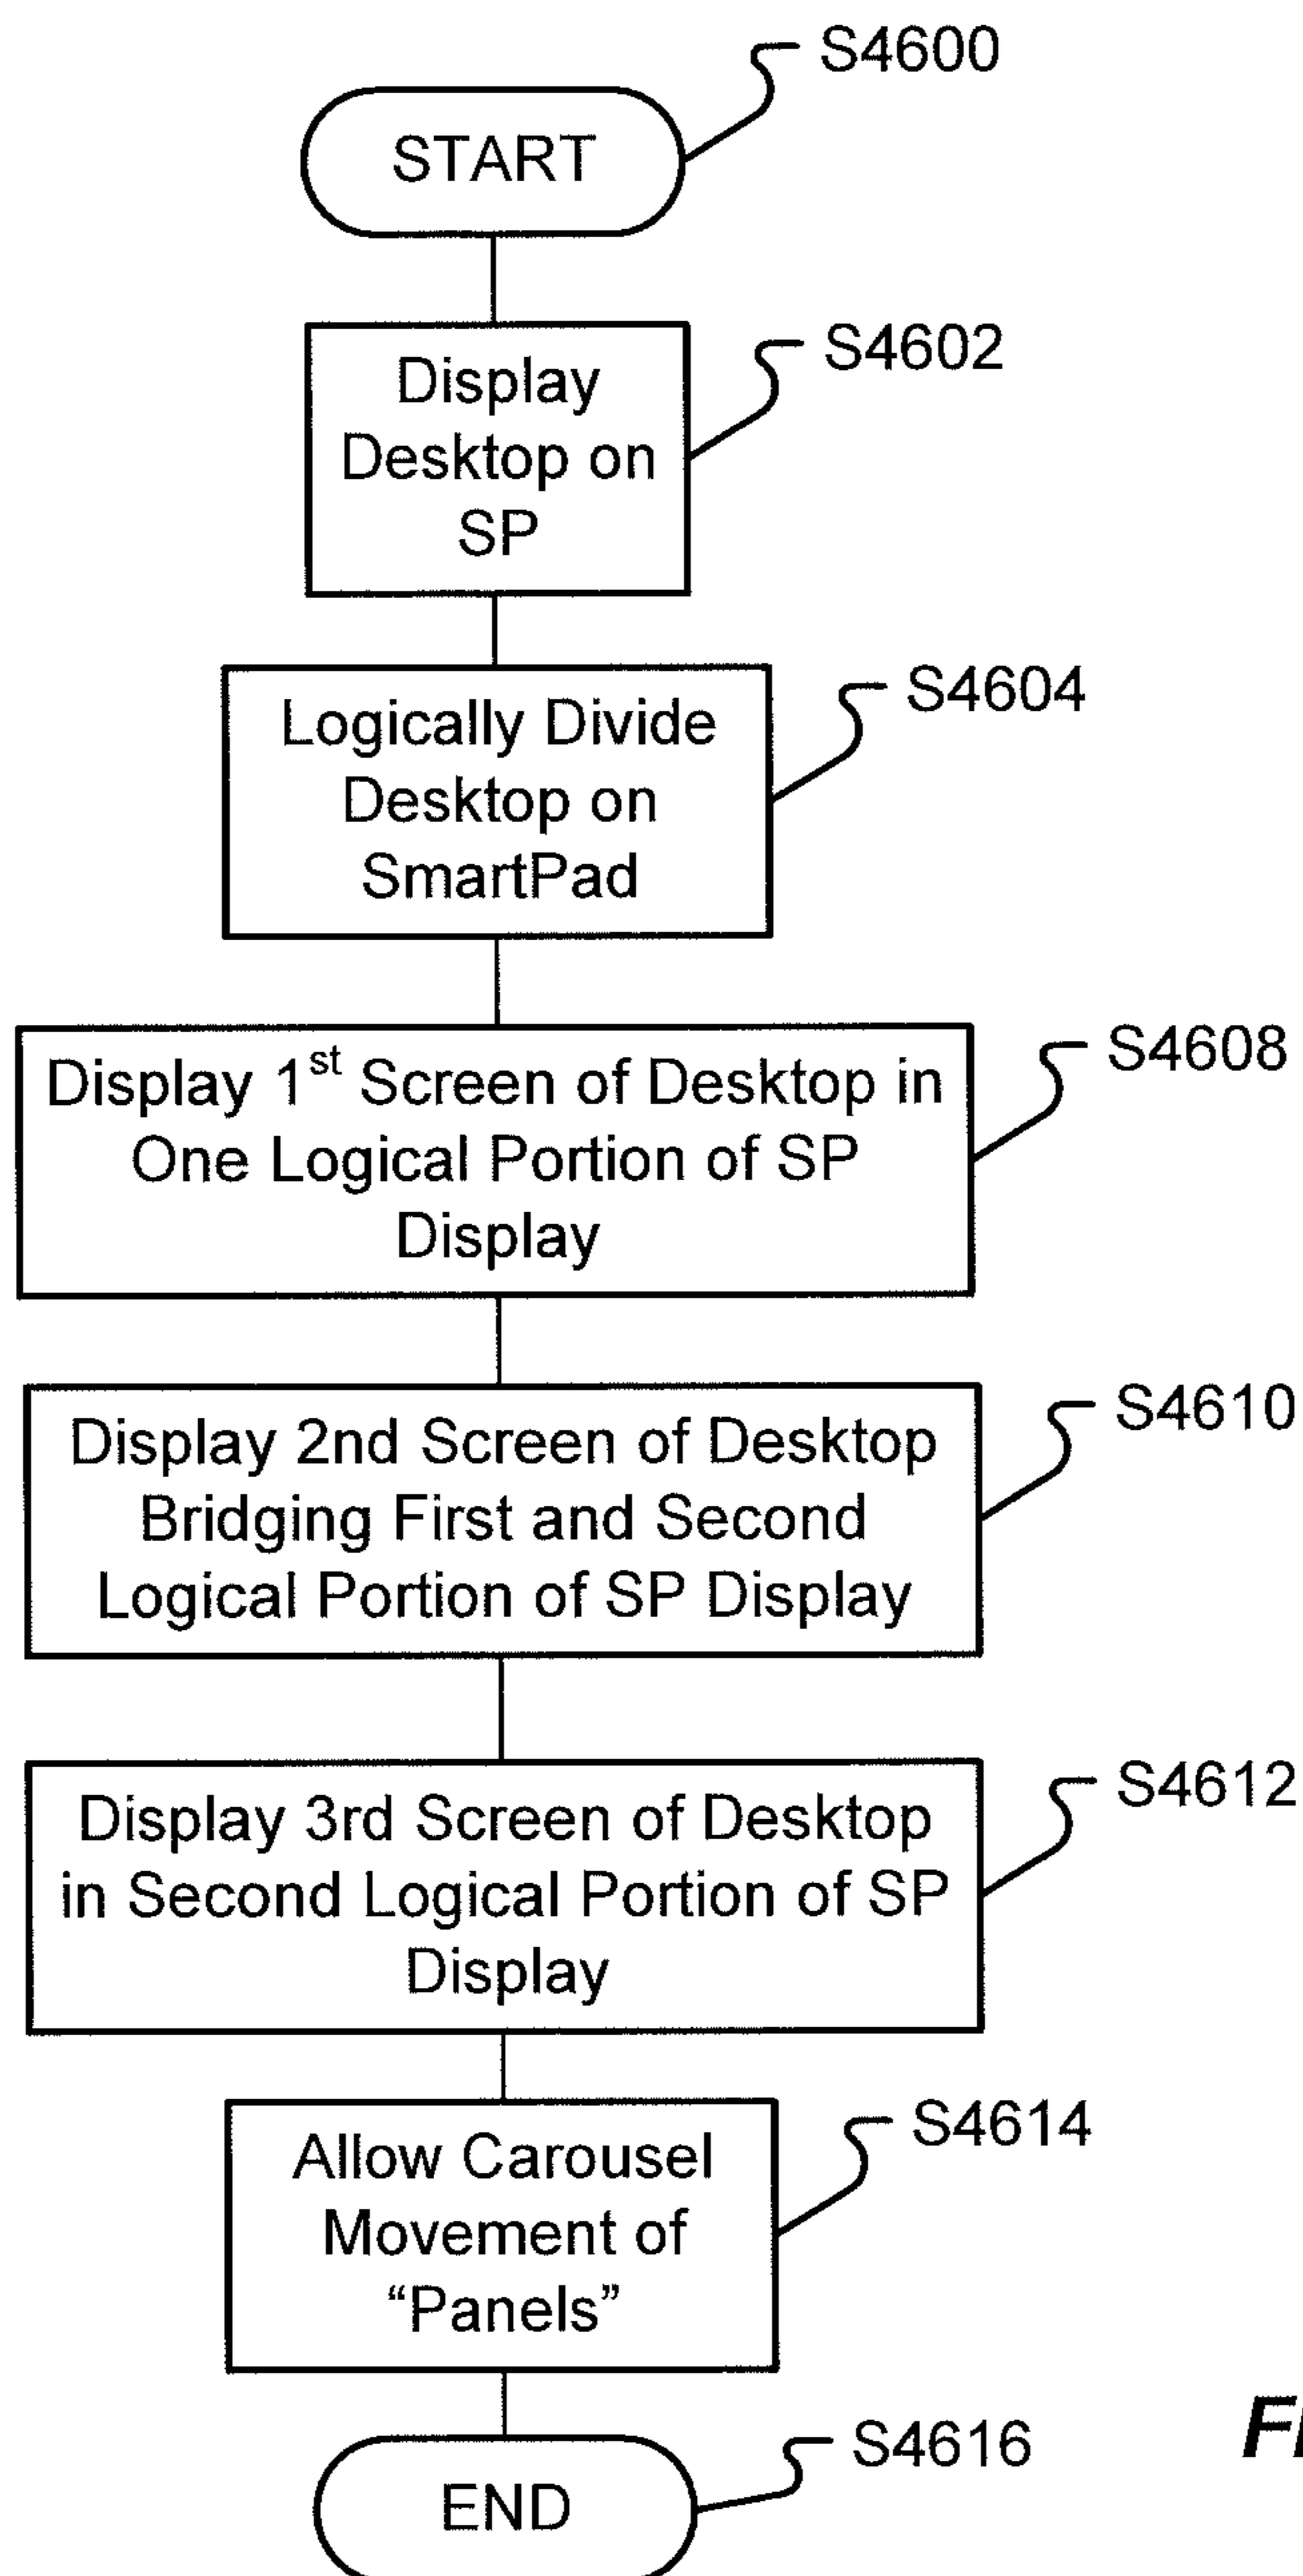 S4600
START
S4602
Display
Desktop on
SP
S4604
Logically Divide
Desktop on
SmartPad
S4608
Display 1st Screen of Desktop in
One Logical Portion of SP
Display
S4610
Display 2nd Screen of Desktop
Bridging First and Second
Logical Portion of SP Display
S4612
Display 3rd Screen of Desktop
in Second Logical Portion of SP
Display
S4614
Allow Carousel
Movement of
“Panels”
S4616
END